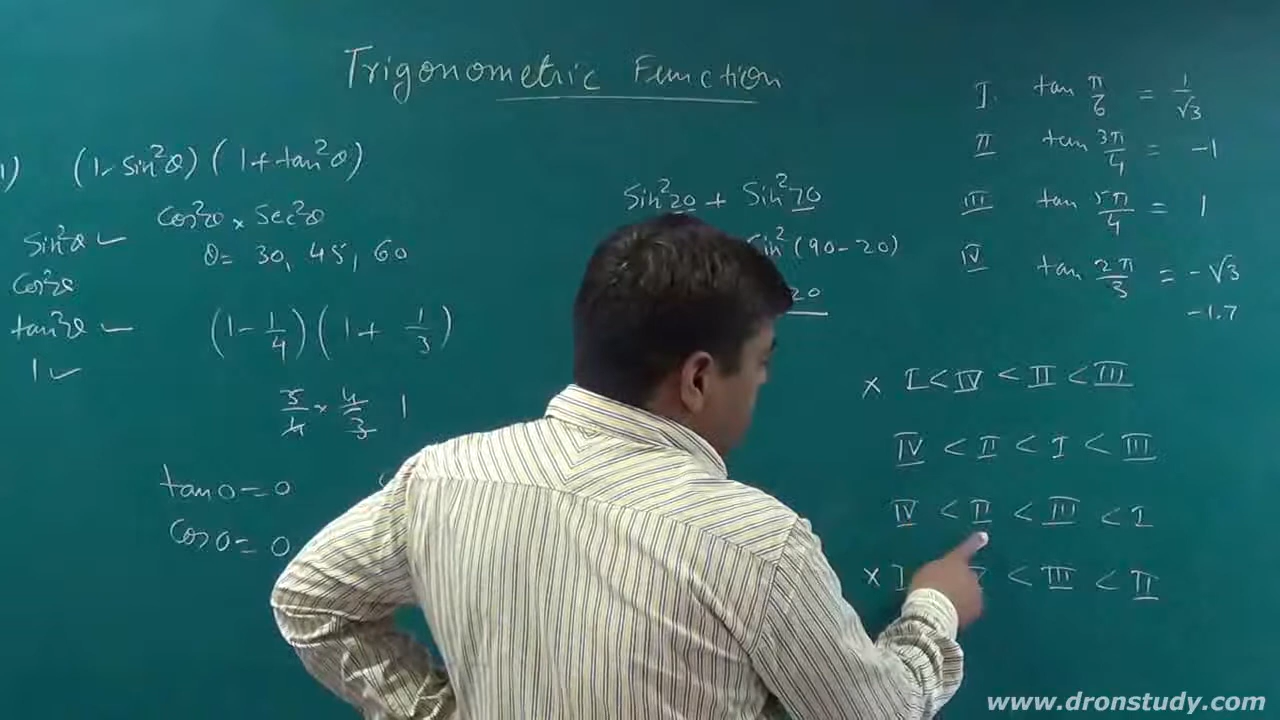 Trigonometric Function
1) (1-sin²θ)(1+tan²θ)
cos²θ × sec²θ
θ= 30, 45, 60
sin²θ ✓
cos²θ
tan²θ ✓
1 ✓
(1-1/4)(1+ 1/3)
3/4 × 4/3 1
tan 0 = 0
cos 0 = 0
sin²20 + sin²70
sin²(90-20)
20
I. tan π/6 = 1/√3
II tan 3π/4 = -1
III tan 5π/4 = 1
IV tan 2π/3 = -√3
-1.7
× I < IV < II < III
IV < II < I < III
IV < II < III < I
× I < III < II
www.dronstudy.com